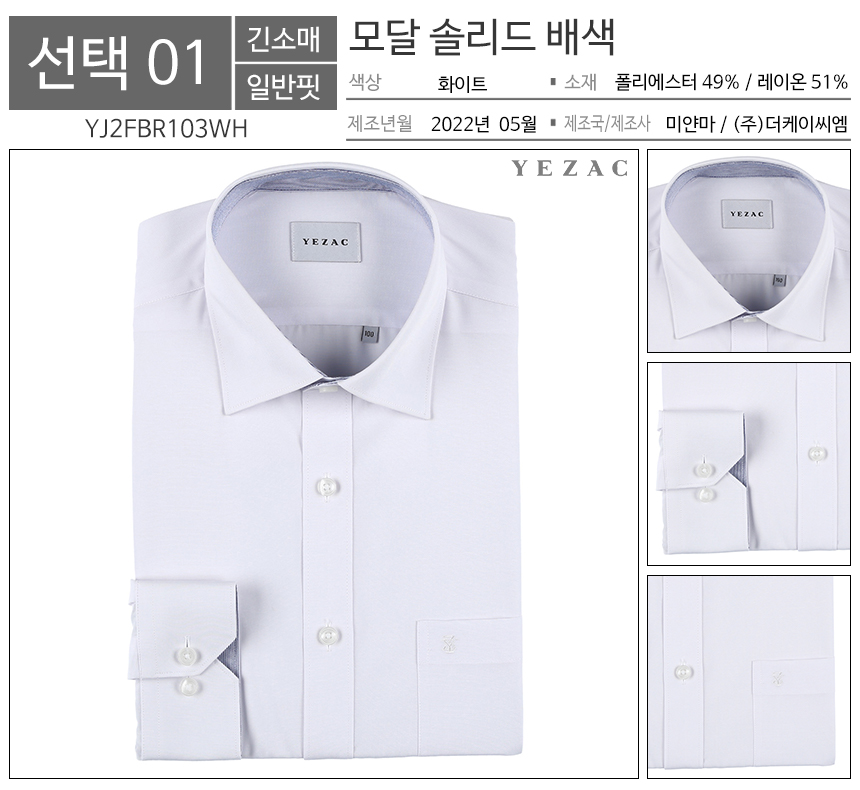 선택 01
긴소매
일반핏
YJ2FBR103WH
모달 솔리드 배색
색상 화이트 ▪ 소재 폴리에스터 49% / 레이온 51%
제조년월 2022년 05월 ▪ 제조국/제조사 미얀마 / (주)더케이씨엠
YEZAC
YEZAC
100
YEZAC